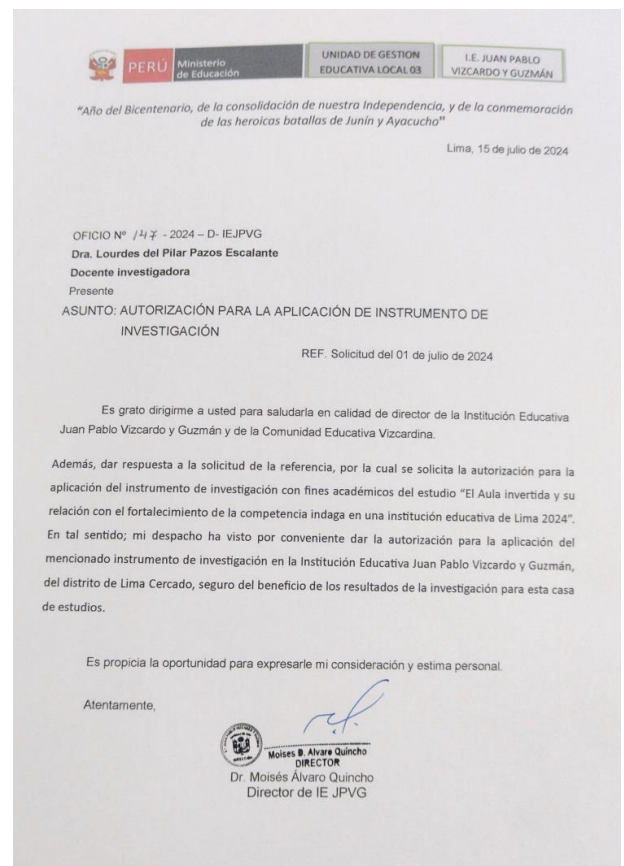 PERÚ
Ministerio
de Educación
UNIDAD DE GESTION
EDUCATIVA LOCAL 03
I.E. JUAN PABLO
VIZCARDO Y GUZMÁN
"Año del Bicentenario, de la consolidación de nuestra Independencia, y de la conmemoración
de las heroicas batallas de Junín y Ayacucho"
Lima, 15 de julio de 2024
OFICIO Nº 147 - 2024 – D- IEJPVG
Dra. Lourdes del Pilar Pazos Escalante
Docente investigadora
Presente
ASUNTO: AUTORIZACIÓN PARA LA APLICACIÓN DE INSTRUMENTO DE
INVESTIGACIÓN
REF. Solicitud del 01 de julio de 2024
Es grato dirigirme a usted para saludarla en calidad de director de la Institución Educativa
Juan Pablo Vizcardo y Guzmán y de la Comunidad Educativa Vizcardina.
Además, dar respuesta a la solicitud de la referencia, por la cual se solicita la autorización para la
aplicación del instrumento de investigación con fines académicos del estudio "El Aula invertida y su
relación con el fortalecimiento de la competencia indaga en una institución educativa de Lima 2024".
En tal sentido; mi despacho ha visto por conveniente dar la autorización para la aplicación del
mencionado instrumento de investigación en la Institución Educativa Juan Pablo Vizcardo y Guzmán,
del distrito de Lima Cercado, seguro del beneficio de los resultados de la investigación para esta casa
de estudios.
Es propicia la oportunidad para expresarle mi consideración y estima personal.
Atentamente,
Moises D. Alvaro Quincho
DIRECTOR
Dr. Moisés Álvaro Quincho
Director de IE JPVG